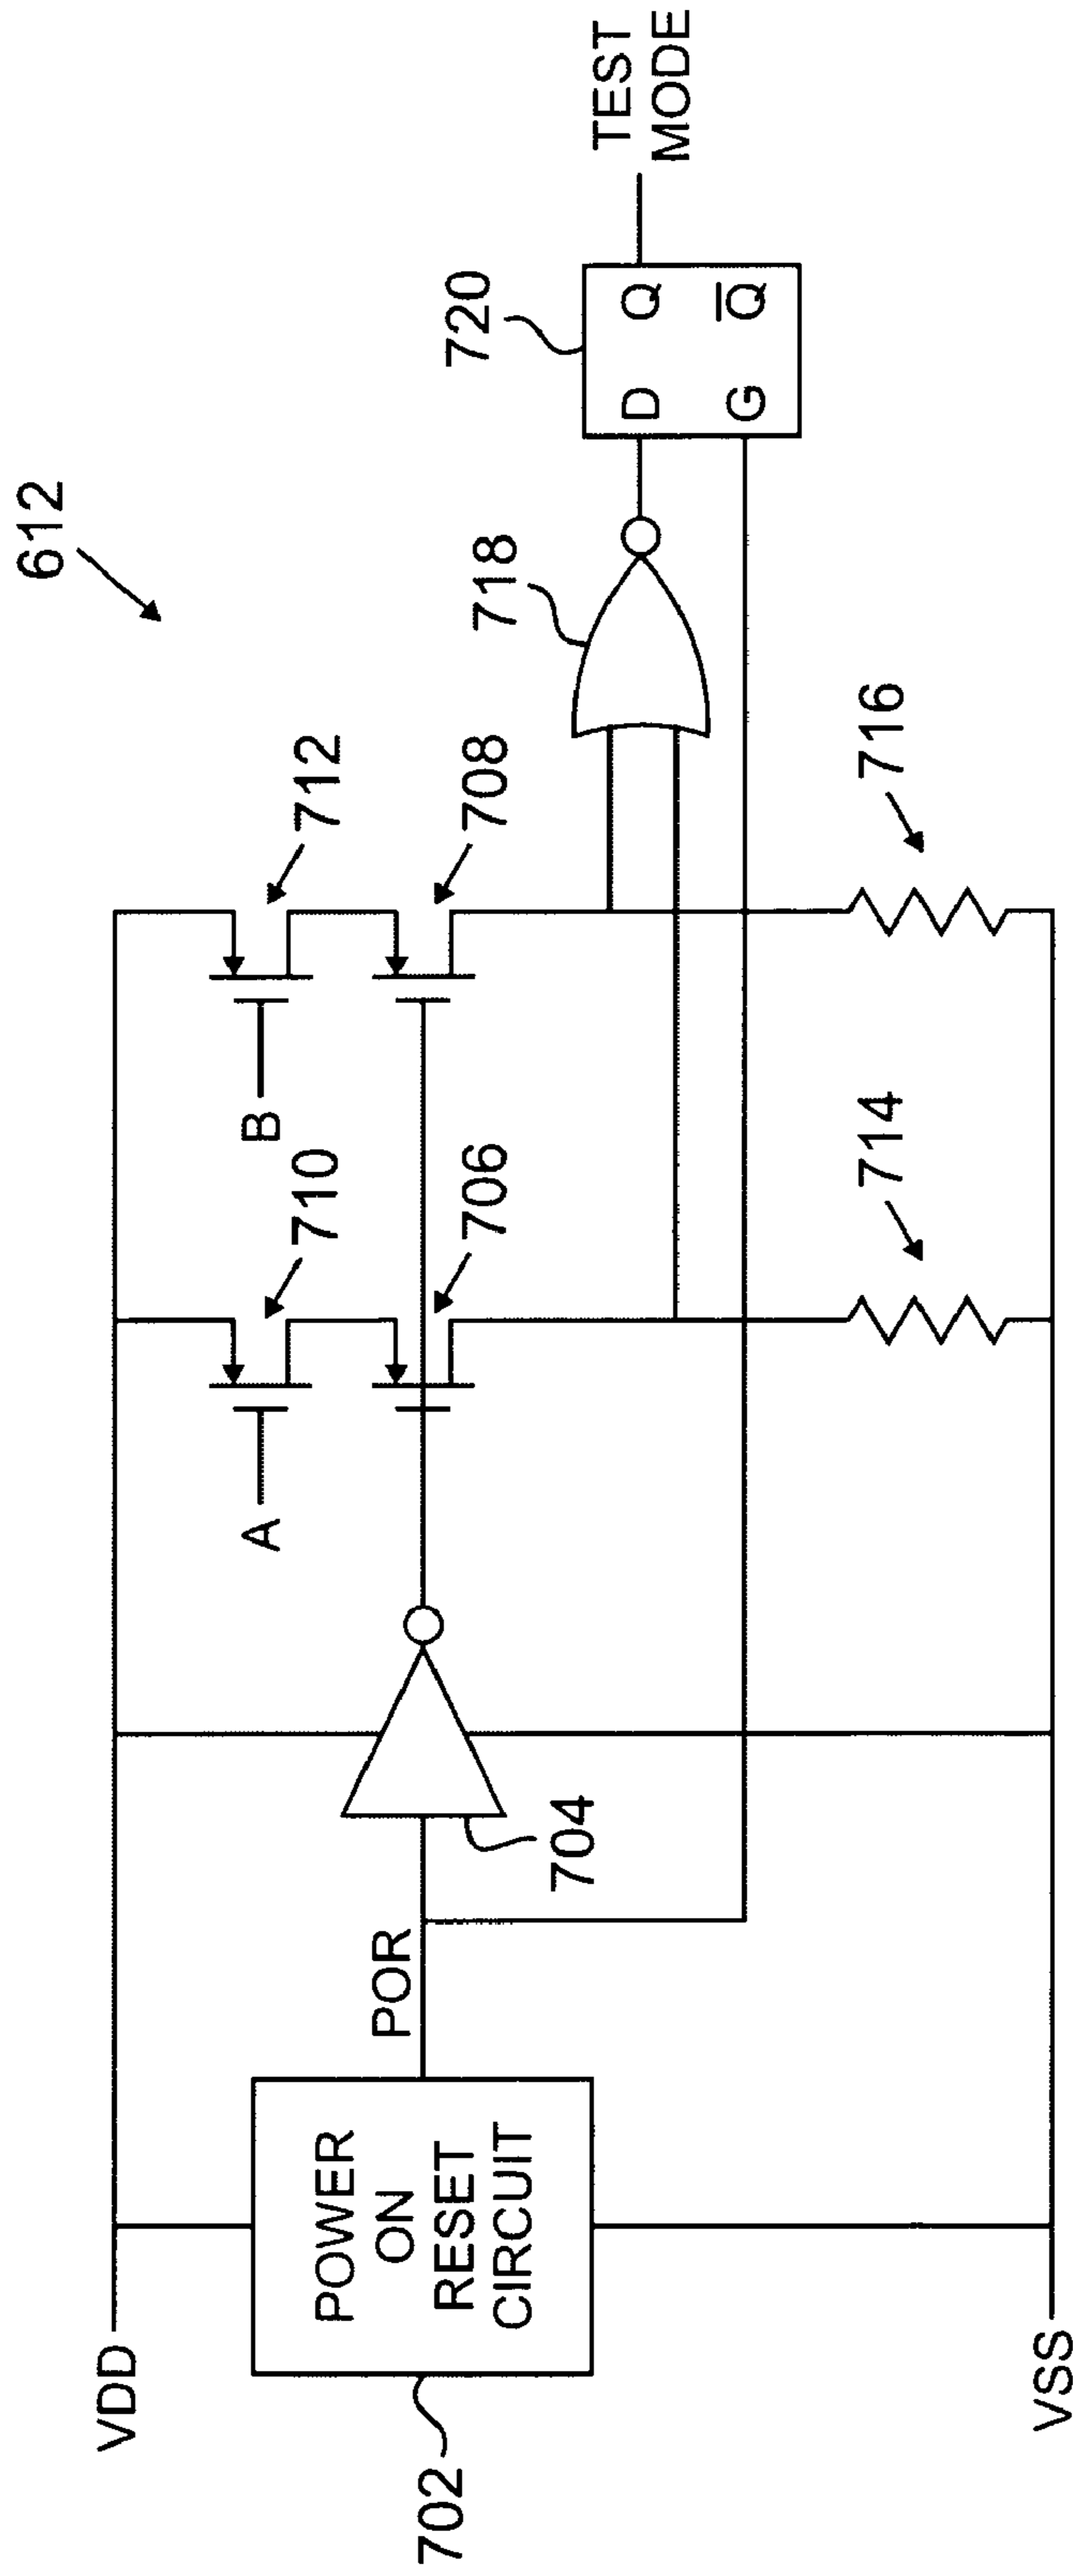 612
VDD
712
B
710
A
708
706
TEST
MODE
720
D Q
G Q
718
POR
POWER
ON
RESET
CIRCUIT
702
704
714
716
VSS